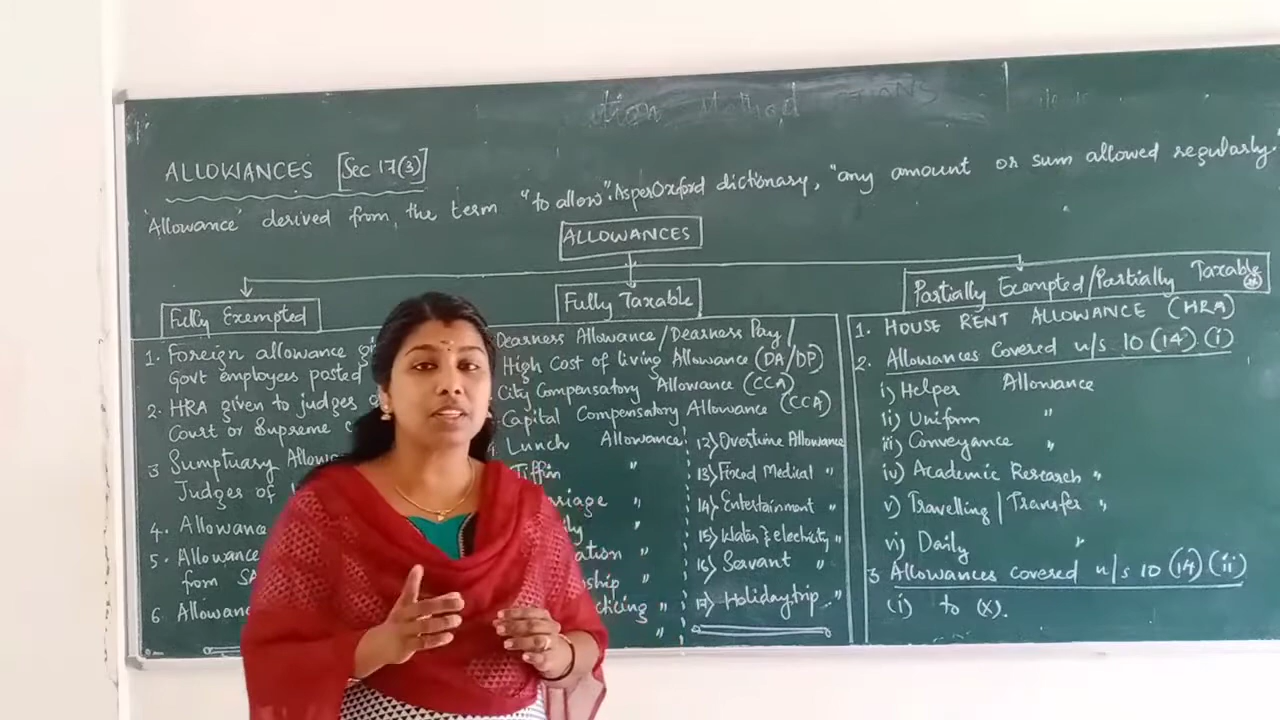 ALLOWANCES [Sec 17(3)]
'Allowance' derived from the term "to allow". As per Oxford dictionary, "any amount or sum allowed regularly."
ALLOWANCES
Fully Exempted
1. Foreign allowance
Govt employees posted
2. HRA given to judges
Court or Supreme
3 Sumptuary
Judges of
4. Allowance
5. Allowance
from
6. Allowan
Fully Taxable
Dearness Allowance/Dearness Pay/
High Cost of living Allowance (DA/DP)
City Compensatory Allowance (CCA)
Capital Compensatory Allowance (CCA)
Lunch Allowance
Tiffin "
arriage "
"
ation "
ship "
cticing "
"
12) Overtime Allowance
13) Fixed Medical "
14) Entertainment "
15) Water & electricity "
16) Servant "
17) Holiday trip "
Partially Exempted/Partially Taxable
1. HOUSE RENT ALLOWANCE (HRA)
2. Allowances Covered u/s 10 (14) (i)
i) Helper Allowance
ii) Uniform "
iii) Conveyance "
iv) Academic Research "
v) Travelling / Transfer "
vi) Daily "
3 Allowances covered u/s 10 (14) (ii)
(i) to (x).